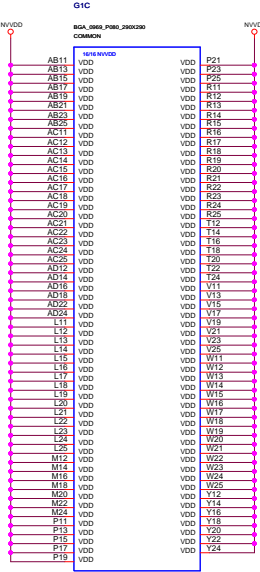 G1C
NVVDD
BGA_0969_P080_290X290
COMMON
NVVD
16/16 NVVDD
AB11 VDD VDD P21
AB13 VDD VDD P23
AB15 VDD VDD P25
AB17 VDD VDD R11
AB19 VDD VDD R12
AB21 VDD VDD R13
AB23 VDD VDD R14
AB25 VDD VDD R15
AC11 VDD VDD R16
AC12 VDD VDD R17
AC13 VDD VDD R18
AC14 VDD VDD R19
AC15 VDD VDD R20
AC16 VDD VDD R21
AC17 VDD VDD R22
AC18 VDD VDD R23
AC19 VDD VDD R24
AC20 VDD VDD R25
AC21 VDD VDD T12
AC22 VDD VDD T14
AC23 VDD VDD T16
AC24 VDD VDD T18
AC25 VDD VDD T20
AD12 VDD VDD T22
AD14 VDD VDD T24
AD16 VDD VDD V11
AD18 VDD VDD V13
AD22 VDD VDD V15
AD24 VDD VDD V17
L11 VDD VDD V19
L12 VDD VDD V21
L13 VDD VDD V23
L14 VDD VDD V25
L15 VDD VDD W11
L16 VDD VDD W12
L17 VDD VDD W13
L18 VDD VDD W14
L19 VDD VDD W15
L20 VDD VDD W16
L21 VDD VDD W17
L22 VDD VDD W18
L23 VDD VDD W19
L24 VDD VDD W20
L25 VDD VDD W21
M12 VDD VDD W22
M14 VDD VDD W23
M16 VDD VDD W24
M18 VDD VDD W25
M20 VDD VDD Y12
M22 VDD VDD Y14
M24 VDD VDD Y16
P11 VDD VDD Y18
P13 VDD VDD Y20
P15 VDD VDD Y22
P17 VDD VDD Y24
P19 VDD